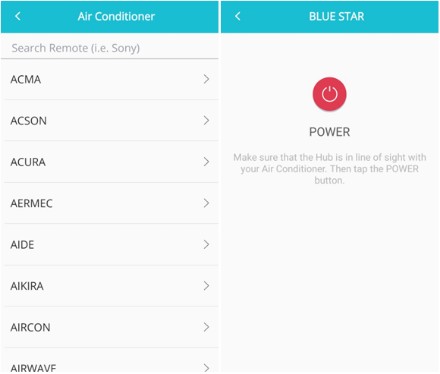 Air Conditioner
Search Remote (i.e. Sony)
ACMA
ACSON
ACURA
AERMEC
AIDE
AIKIRA
AIRCON
AIRWAVE
BLUE STAR
POWER
Make sure that the Hub is in line of sight with
your Air Conditioner. Then tap the POWER
button.